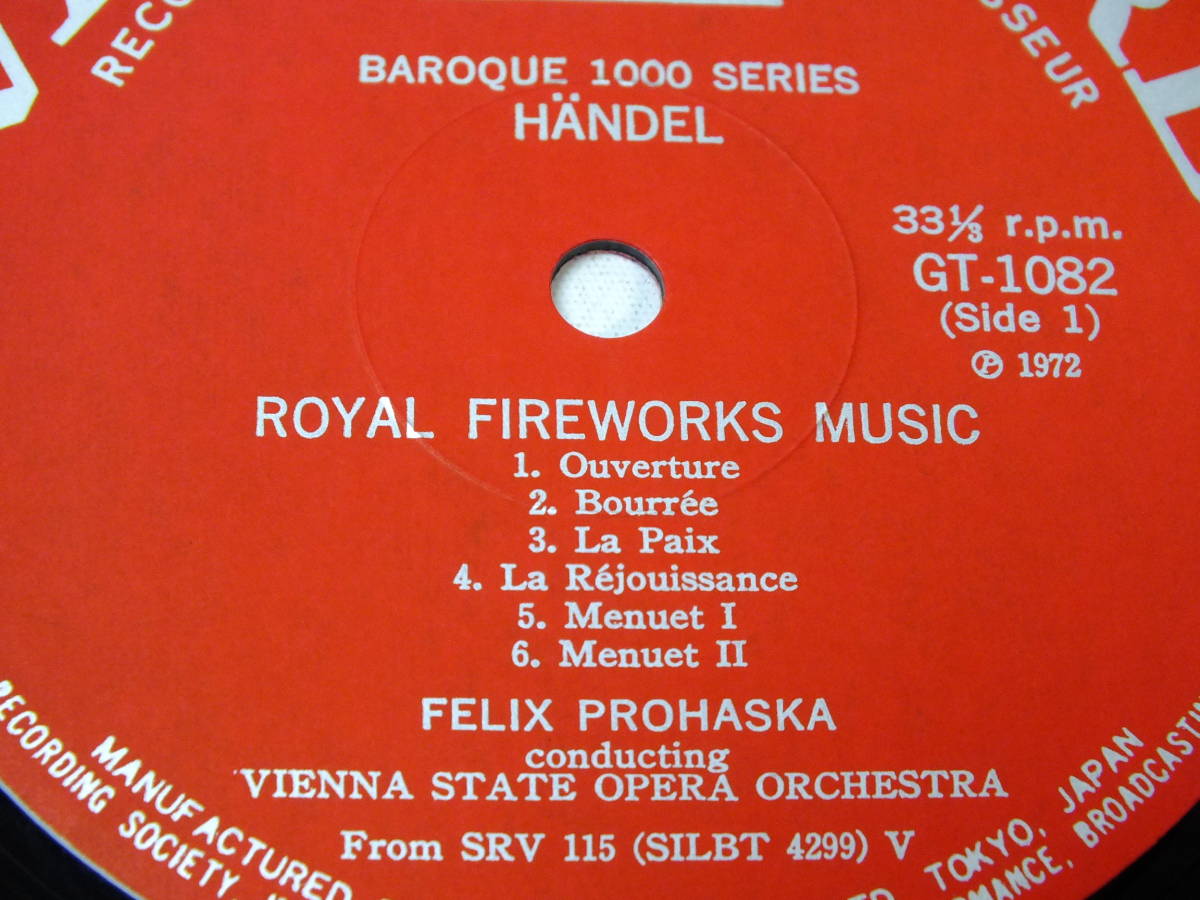 BAROQUE 1000 SERIES
HÄNDEL
33⅓ r.p.m.
GT-1082
(Side 1)
℗ 1972
ROYAL FIREWORKS MUSIC
1. Ouverture
2. Bourrée
3. La Paix
4. La Réjouissance
5. Menuet I
6. Menuet II
FELIX PROHASKA
conducting
VIENNA STATE OPERA ORCHESTRA
From SRV 115 (SILBT 4299) V
MANUFACTURED
TOKYO, JAPAN
RECORDING SOCIETY,
BROADCASTIN